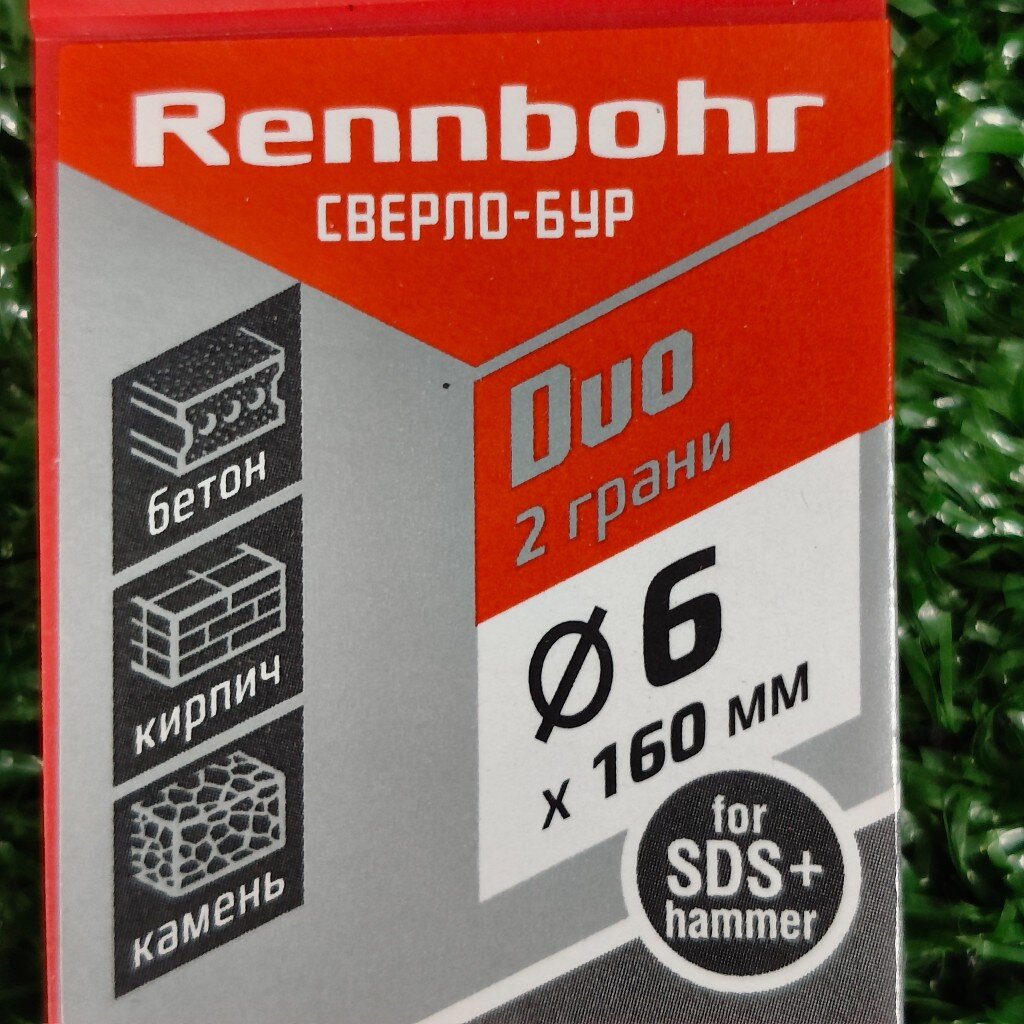 Rennbohr
СВЕРЛО-БУР
Duo
2 грани
Ø 6
x 160 мм
бетон
кирпич
камень
for
SDS+
hammer